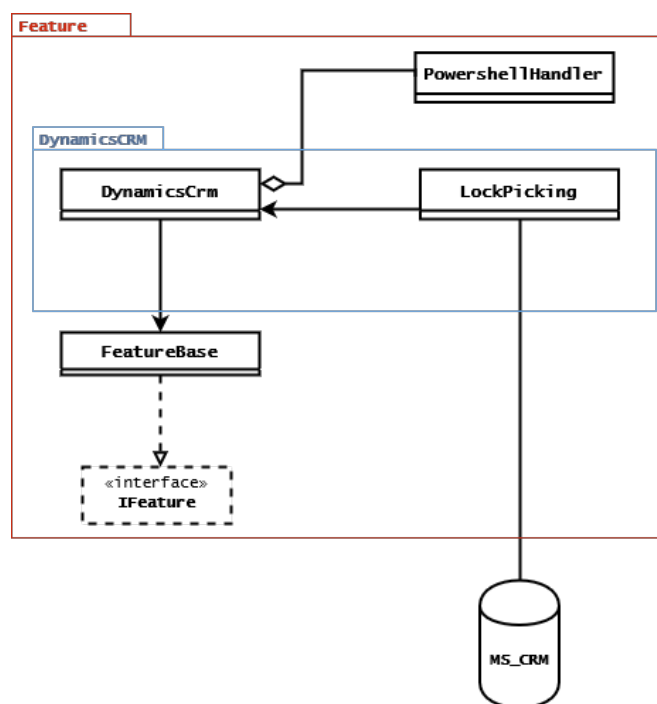 Feature
PowershellHandler
DynamicsCRM
DynamicsCrm
LockPicking
FeatureBase
«interface»
IFeature
MS_CRM